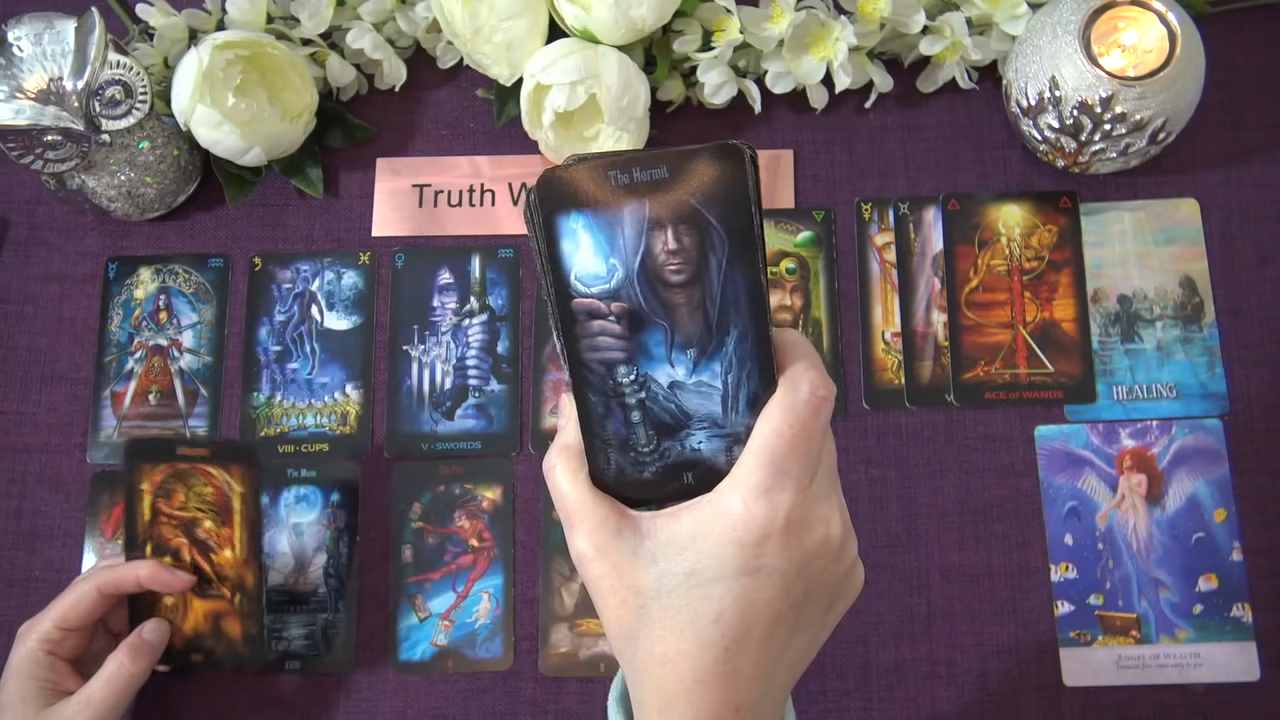 Truth W
The Hermit
IX
VIII · CUPS
V · SWORDS
ACE of WANDS
HEALING
The Moon
ANGEL OF WEALTH